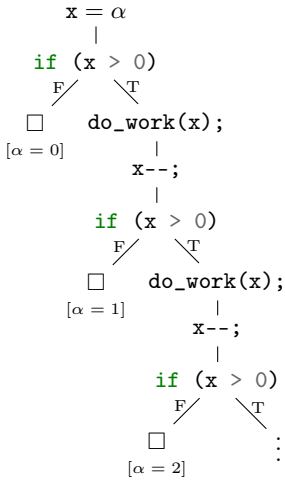 x = α
if (x > 0)
F T
□ do_work(x);
[α = 0]
x--;
if (x > 0)
F T
□ do_work(x);
[α = 1]
x--;
if (x > 0)
F T
□ ⋮
[α = 2]